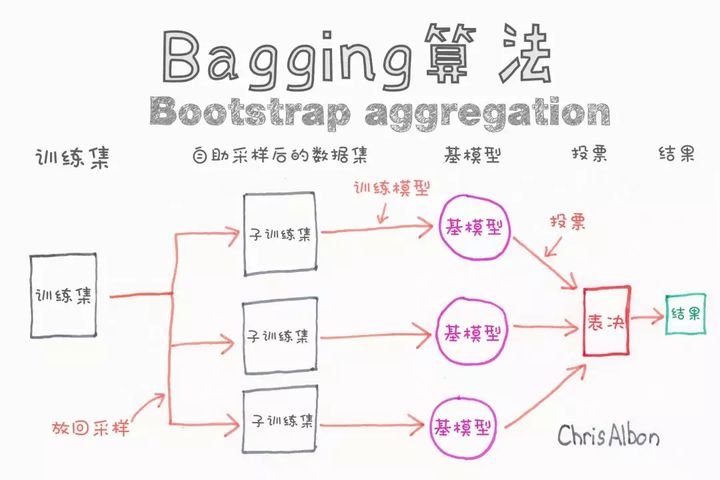 Bagging算法
Bootstrap aggregation
训练集 自助采样后的数据集 基模型 投票 结果
训练模型
投票
子训练集 基模型
训练集
子训练集 基模型 表决 结果
子训练集 基模型
放回采样
ChrisAlbon